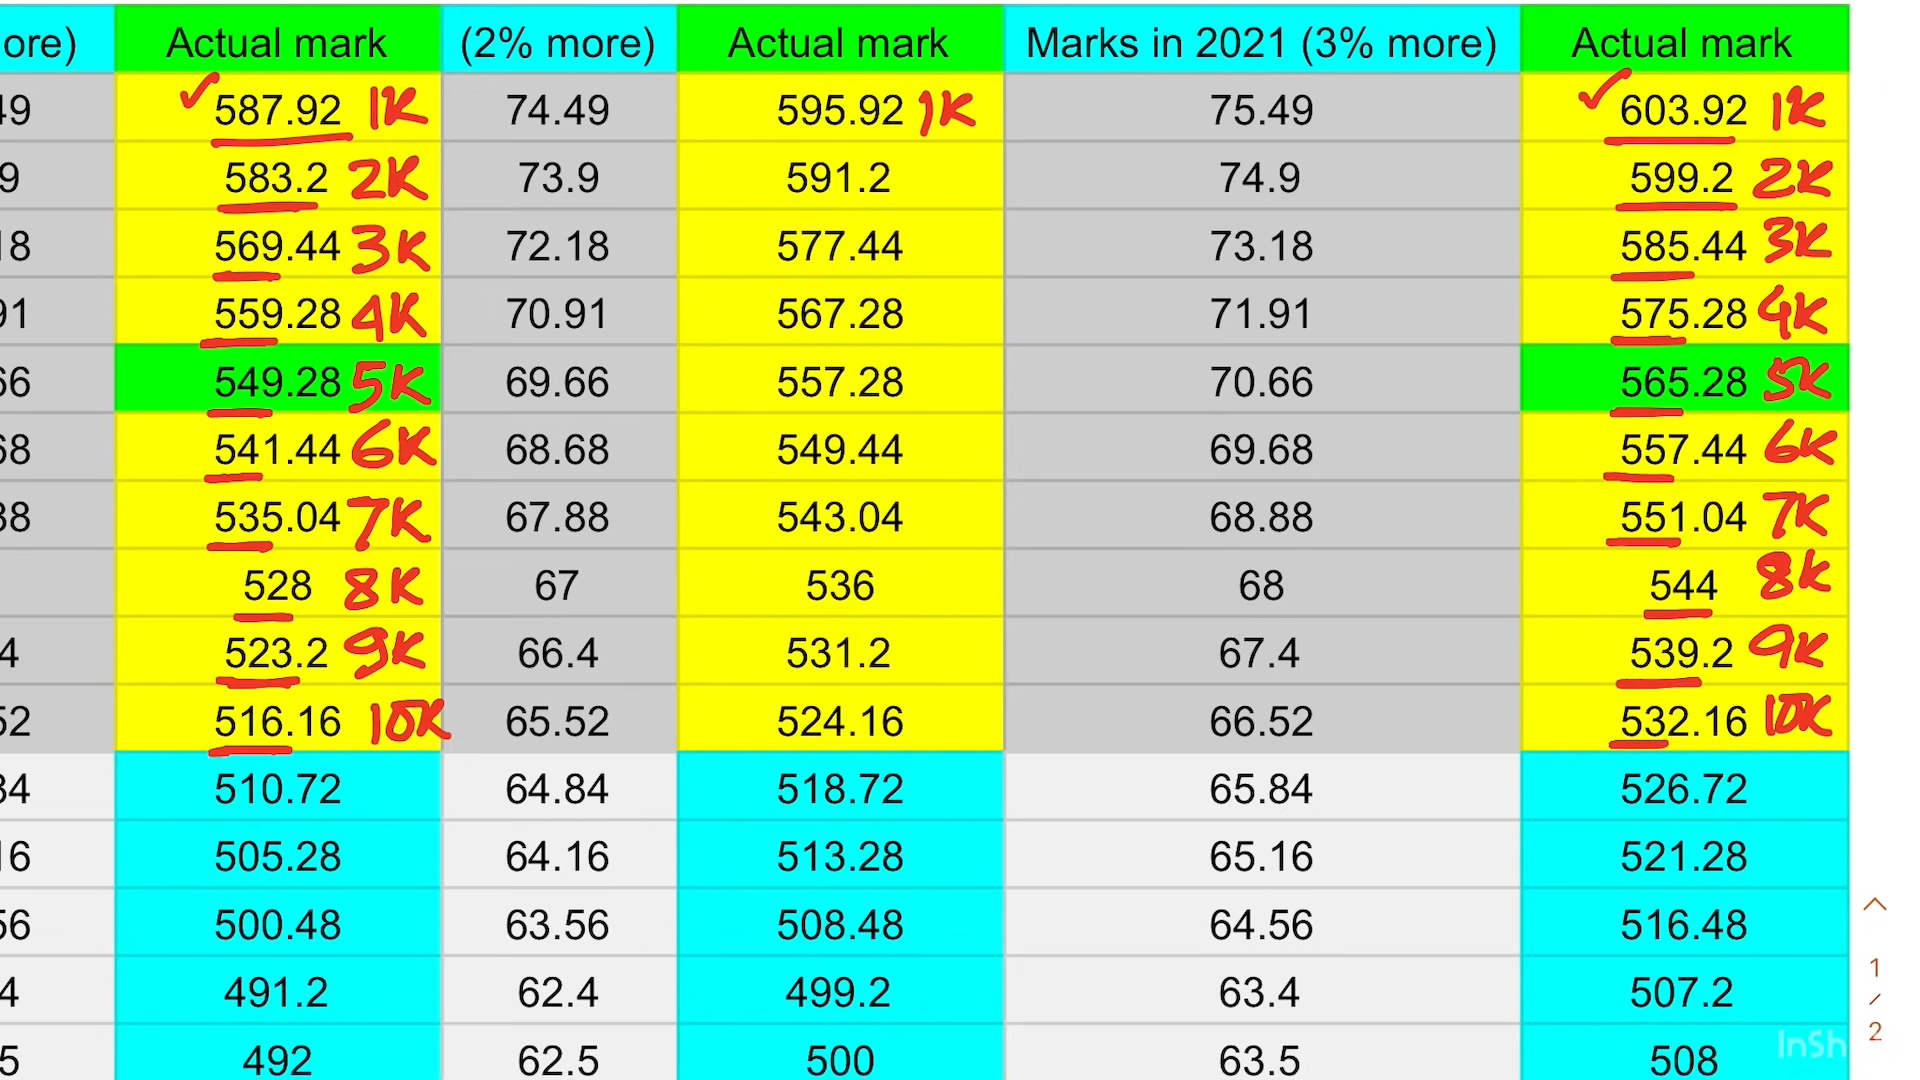 ore) Actual mark (2% more) Actual mark Marks in 2021 (3% more) Actual mark
49 587.92 1K 74.49 595.92 1K 75.49 603.92 1K
9 583.2 2K 73.9 591.2 74.9 599.2 2K
18 569.44 3K 72.18 577.44 73.18 585.44 3K
91 559.28 4K 70.91 567.28 71.91 575.28 4K
66 549.28 5K 69.66 557.28 70.66 565.28 5K
68 541.44 6K 68.68 549.44 69.68 557.44 6K
88 535.04 7K 67.88 543.04 68.88 551.04 7K
528 8K 67 536 68 544 8K
4 523.2 9K 66.4 531.2 67.4 539.2 9K
52 516.16 10K 65.52 524.16 66.52 532.16 10K
84 510.72 64.84 518.72 65.84 526.72
16 505.28 64.16 513.28 65.16 521.28
56 500.48 63.56 508.48 64.56 516.48
4 491.2 62.4 499.2 63.4 507.2
5 492 62.5 500 63.5 508
1
/
2
InSh